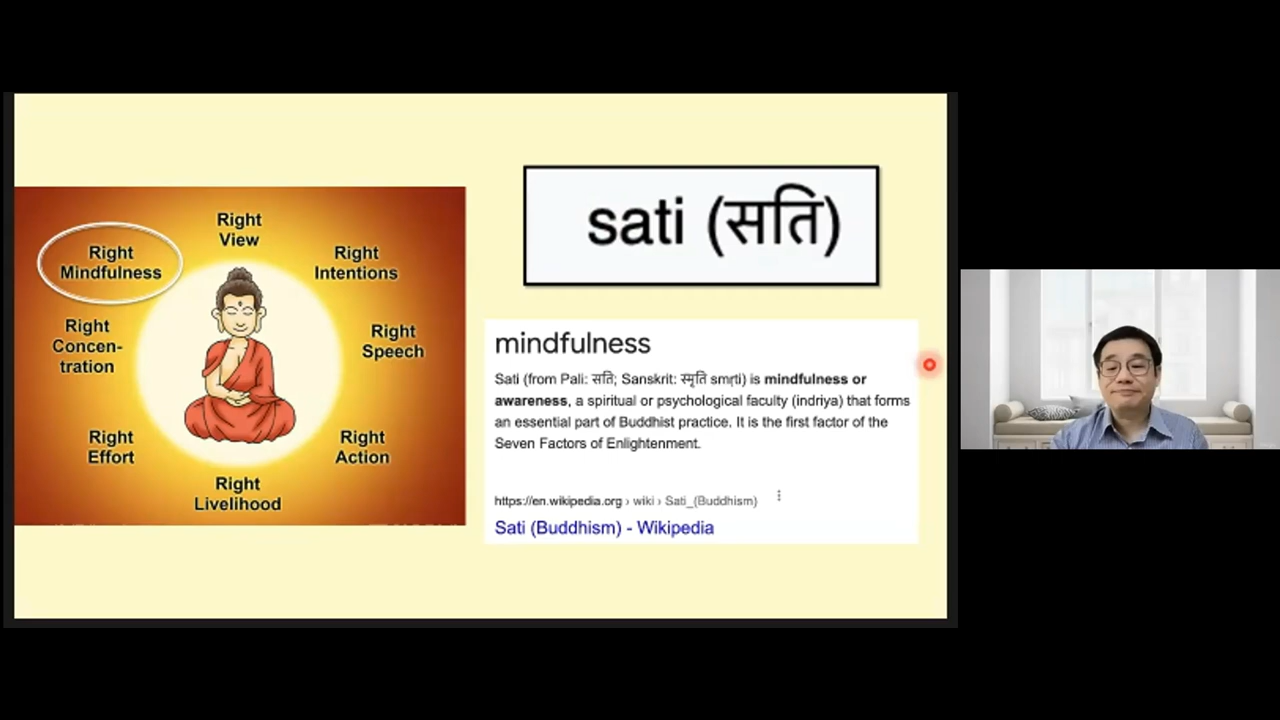 Right
View
Right
Mindfulness
Right
Intentions
Right
Concen-
tration
Right
Speech
Right
Effort
Right
Action
Right
Livelihood
sati (सति)
mindfulness
Sati (from Pali: सति; Sanskrit: स्मृति smṛti) is mindfulness or
awareness, a spiritual or psychological faculty (indriya) that forms
an essential part of Buddhist practice. It is the first factor of the
Seven Factors of Enlightenment.
https://en.wikipedia.org › wiki › Sati_(Buddhism)
Sati (Buddhism) - Wikipedia